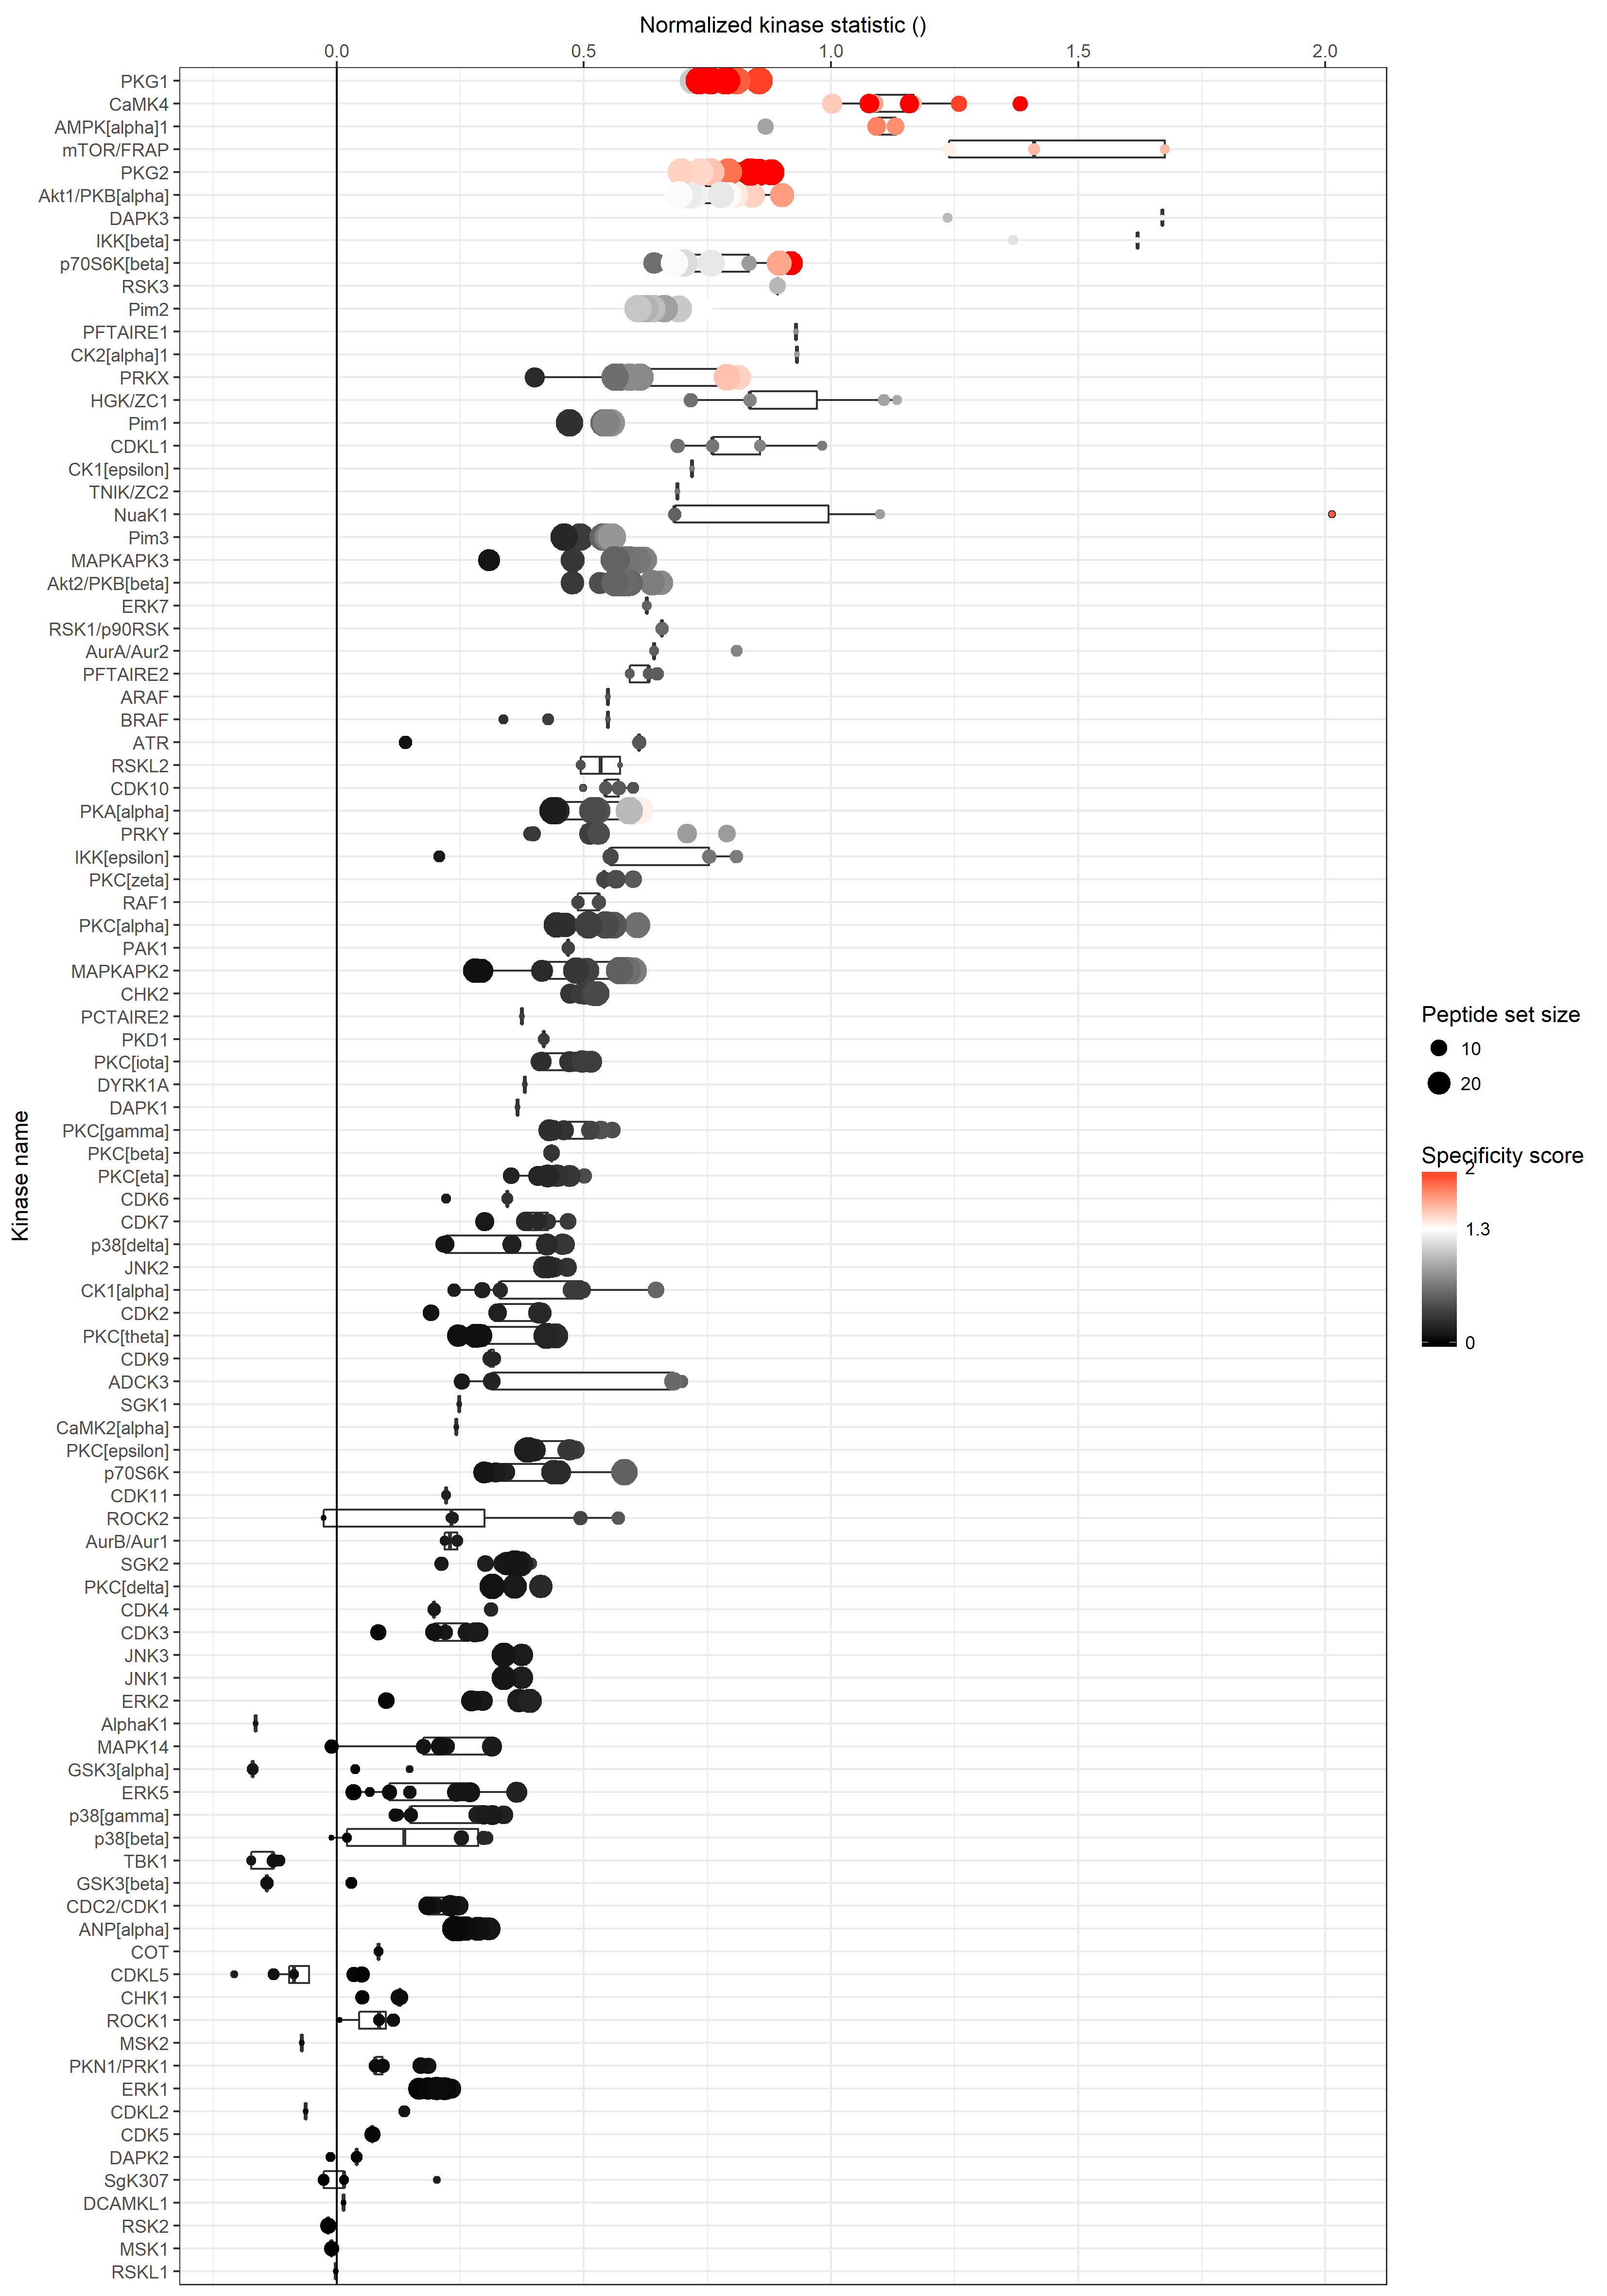 Normalized kinase statistic ()
0.0 0.5 1.0 1.5 2.0
Kinase name
PKG1
CaMK4
AMPK[alpha]1
mTOR/FRAP
PKG2
Akt1/PKB[alpha]
DAPK3
IKK[beta]
p70S6K[beta]
RSK3
Pim2
PFTAIRE1
CK2[alpha]1
PRKX
HGK/ZC1
Pim1
CDKL1
CK1[epsilon]
TNIK/ZC2
NuaK1
Pim3
MAPKAPK3
Akt2/PKB[beta]
ERK7
RSK1/p90RSK
AurA/Aur2
PFTAIRE2
ARAF
BRAF
ATR
RSKL2
CDK10
PKA[alpha]
PRKY
IKK[epsilon]
PKC[zeta]
RAF1
PKC[alpha]
PAK1
MAPKAPK2
CHK2
PCTAIRE2
PKD1
PKC[iota]
DYRK1A
DAPK1
PKC[gamma]
PKC[beta]
PKC[eta]
CDK6
CDK7
p38[delta]
JNK2
CK1[alpha]
CDK2
PKC[theta]
CDK9
ADCK3
SGK1
CaMK2[alpha]
PKC[epsilon]
p70S6K
CDK11
ROCK2
AurB/Aur1
SGK2
PKC[delta]
CDK4
CDK3
JNK3
JNK1
ERK2
AlphaK1
MAPK14
GSK3[alpha]
ERK5
p38[gamma]
p38[beta]
TBK1
GSK3[beta]
CDC2/CDK1
ANP[alpha]
COT
CDKL5
CHK1
ROCK1
MSK2
PKN1/PRK1
ERK1
CDKL2
CDK5
DAPK2
SgK307
DCAMKL1
RSK2
MSK1
RSKL1
Peptide set size
10
20
Specificity score
2
1.3
0